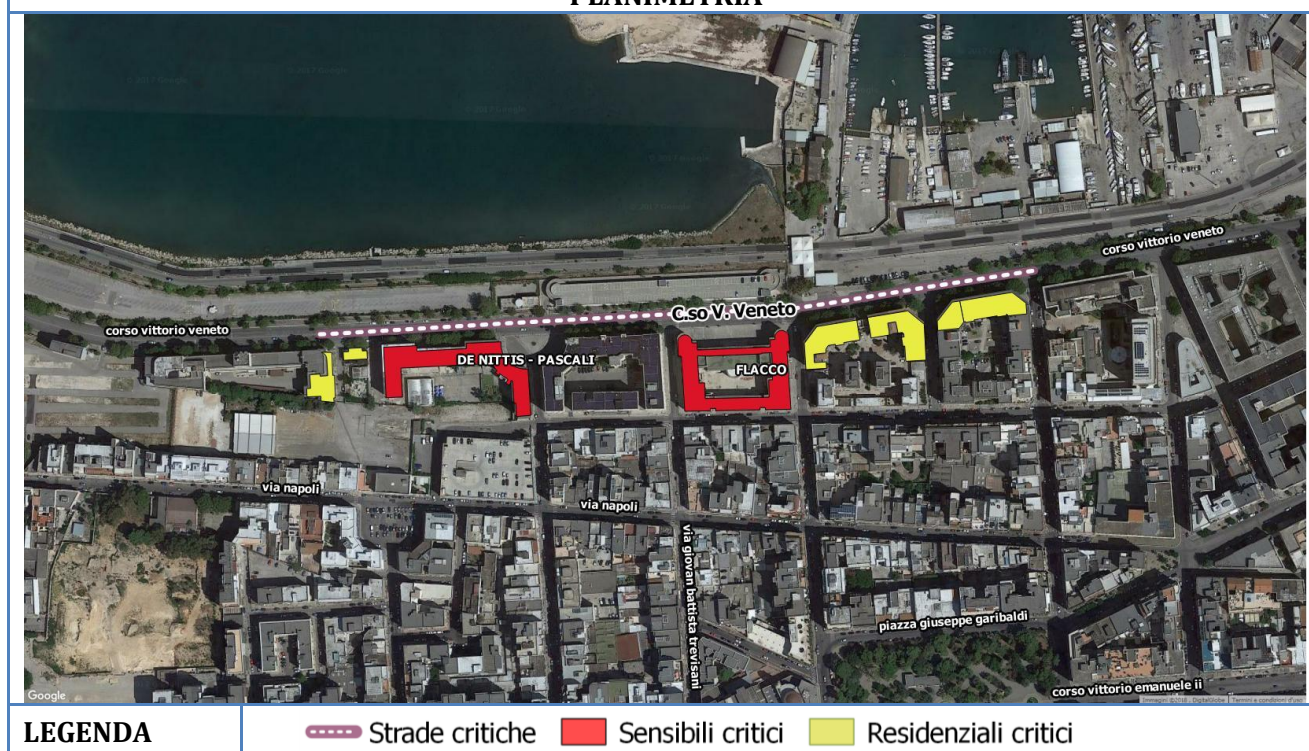 PLANIMETRIA
corso vittorio veneto
C.so V. Veneto
corso vittorio veneto
DE NITTIS - PASCALI
FLACCO
via napoli
via napoli
via giovan battista trevisani
piazza giuseppe garibaldi
corso vittorio emanuele ii
Google
LEGENDA
Strade critiche
Sensibili critici
Residenziali critici